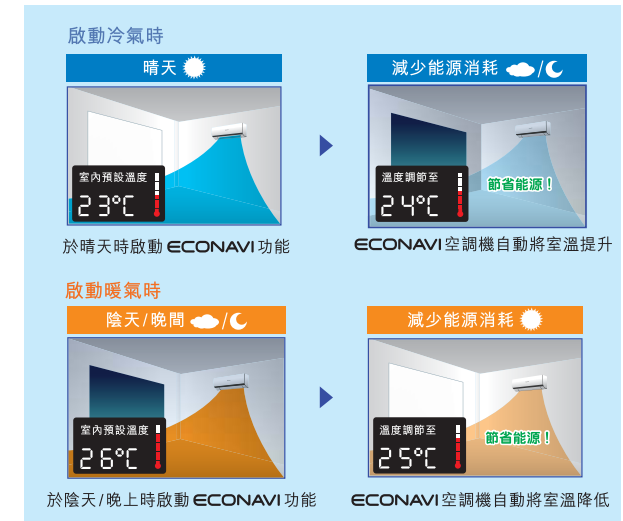 啟動冷氣時
晴天
減少能源消耗 /
室內預設溫度
23℃
溫度調節至
24℃
節省能源！
於晴天時啟動 ECONAVI 功能
ECONAVI 空調機自動將室溫提升
啟動暖氣時
陰天/晚間 /
減少能源消耗
室內預設溫度
26℃
溫度調節至
25℃
節省能源！
於陰天/晚上時啟動 ECONAVI 功能
ECONAVI 空調機自動將室溫降低